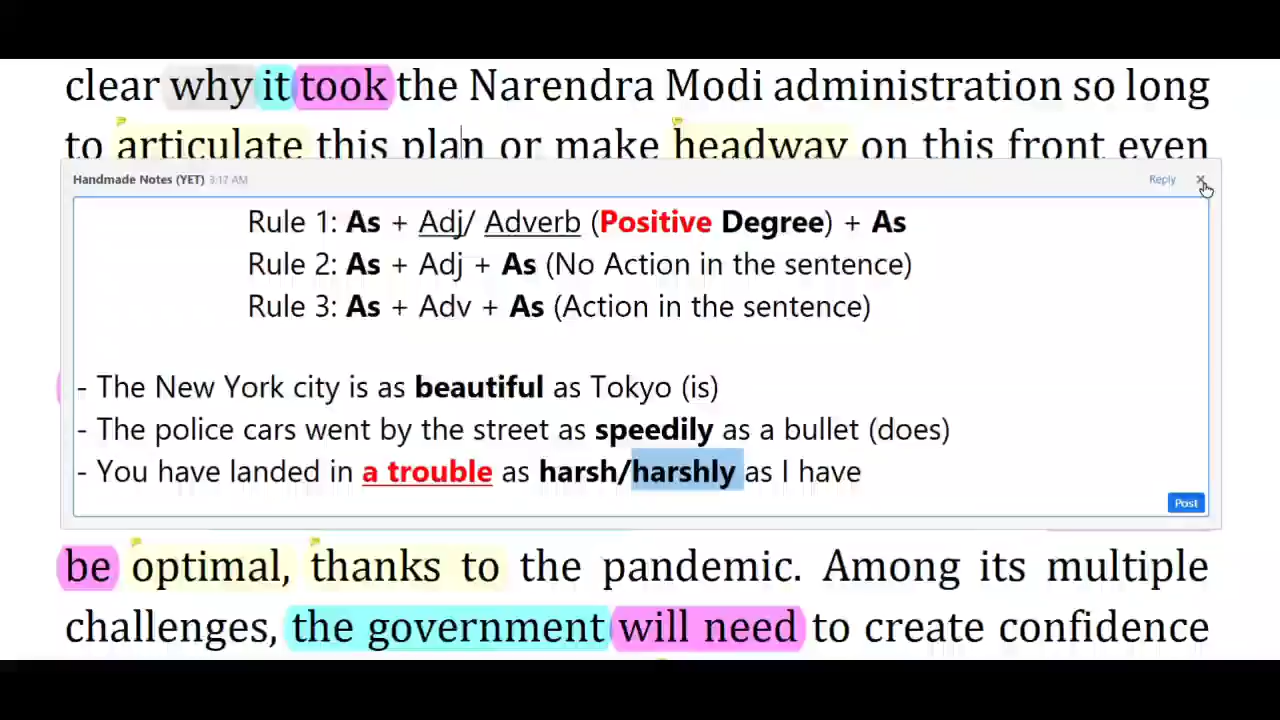 clear why it took the Narendra Modi administration so long
to articulate this plan or make headway on this front even
Handmade Notes (YET) 3:17 AM Reply
Rule 1: As + Adj/ Adverb (Positive Degree) + As
Rule 2: As + Adj + As (No Action in the sentence)
Rule 3: As + Adv + As (Action in the sentence)
- The New York city is as beautiful as Tokyo (is)
- The police cars went by the street as speedily as a bullet (does)
- You have landed in a trouble as harsh/harshly as I have
Post
be optimal, thanks to the pandemic. Among its multiple
challenges, the government will need to create confidence